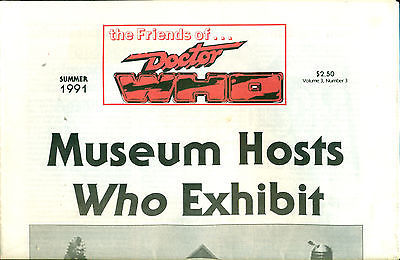 the Friends of...
Doctor
WHO
SUMMER
1991
$2.50
Volume 3, Number 3
Museum Hosts
Who Exhibit